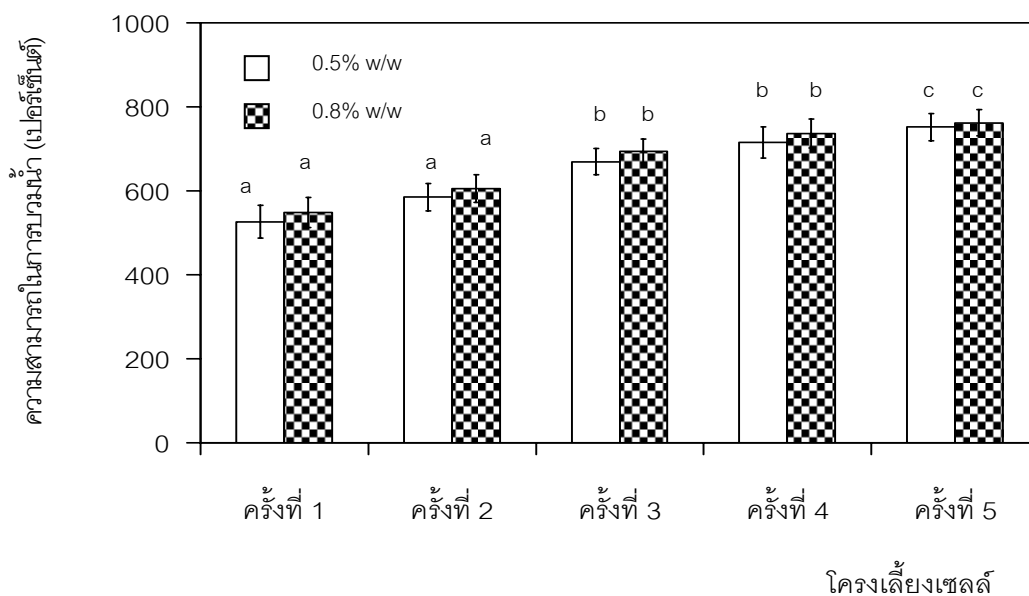 ความสามารถในการบวมน้ำ (เปอร์เซ็นต์)
1000
800
600
400
200
0
0.5% w/w
0.8% w/w
a a a a b b b b c c
ครั้งที่ 1 ครั้งที่ 2 ครั้งที่ 3 ครั้งที่ 4 ครั้งที่ 5
โครงเลี้ยงเซลล์